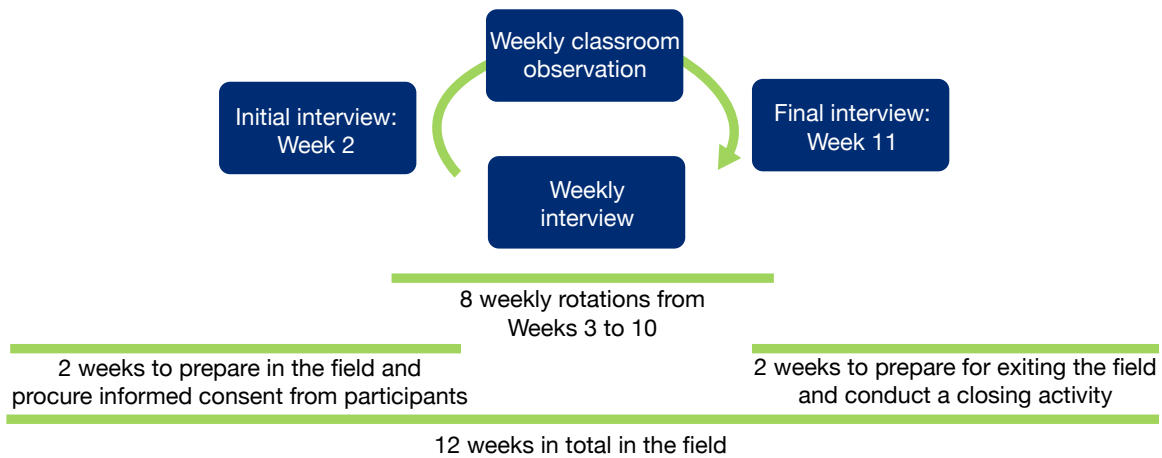 Weekly classroom
observation
Initial interview:
Week 2
Final interview:
Week 11
Weekly
interview
8 weekly rotations from
Weeks 3 to 10
2 weeks to prepare in the field and
procure informed consent from participants
2 weeks to prepare for exiting the field
and conduct a closing activity
12 weeks in total in the field